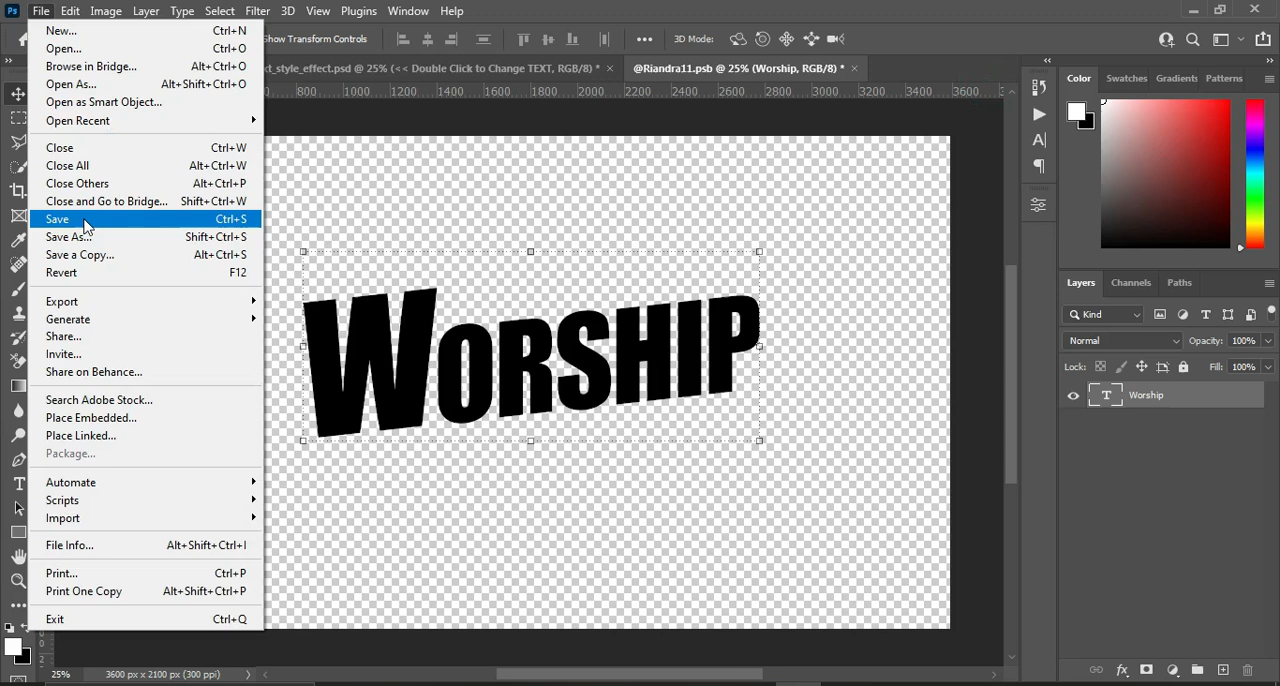 Ps File Edit Image Layer Type Select Filter 3D View Plugins Window Help
Show Transform Controls
3D Mode:
ct_style_effect.psd @ 25% (<< Double Click to Change TEXT, RGB/8) *
@Riandra11.psb @ 25% (Worship, RGB/8) *
800 1000 1200 1400 1600 1800 2000 2200 2400 2600 2800 3000 3200 3400 3600
New... Ctrl+N
Open... Ctrl+O
Browse in Bridge... Alt+Ctrl+O
Open As... Alt+Shift+Ctrl+O
Open as Smart Object...
Open Recent
Close Ctrl+W
Close All Alt+Ctrl+W
Close Others Alt+Ctrl+P
Close and Go to Bridge... Shift+Ctrl+W
Save Ctrl+S
Save As... Shift+Ctrl+S
Save a Copy... Alt+Ctrl+S
Revert F12
Export
Generate
Share...
Invite...
Share on Behance...
Search Adobe Stock...
Place Embedded...
Place Linked...
Package...
Automate
Scripts
Import
File Info... Alt+Shift+Ctrl+I
Print... Ctrl+P
Print One Copy Alt+Shift+Ctrl+P
Exit Ctrl+Q
WORSHIP
Color Swatches Gradients Patterns
Layers Channels Paths
Kind
Normal Opacity: 100%
Lock: Fill: 100%
T Worship
25% 3600 px x 2100 px (300 ppi)